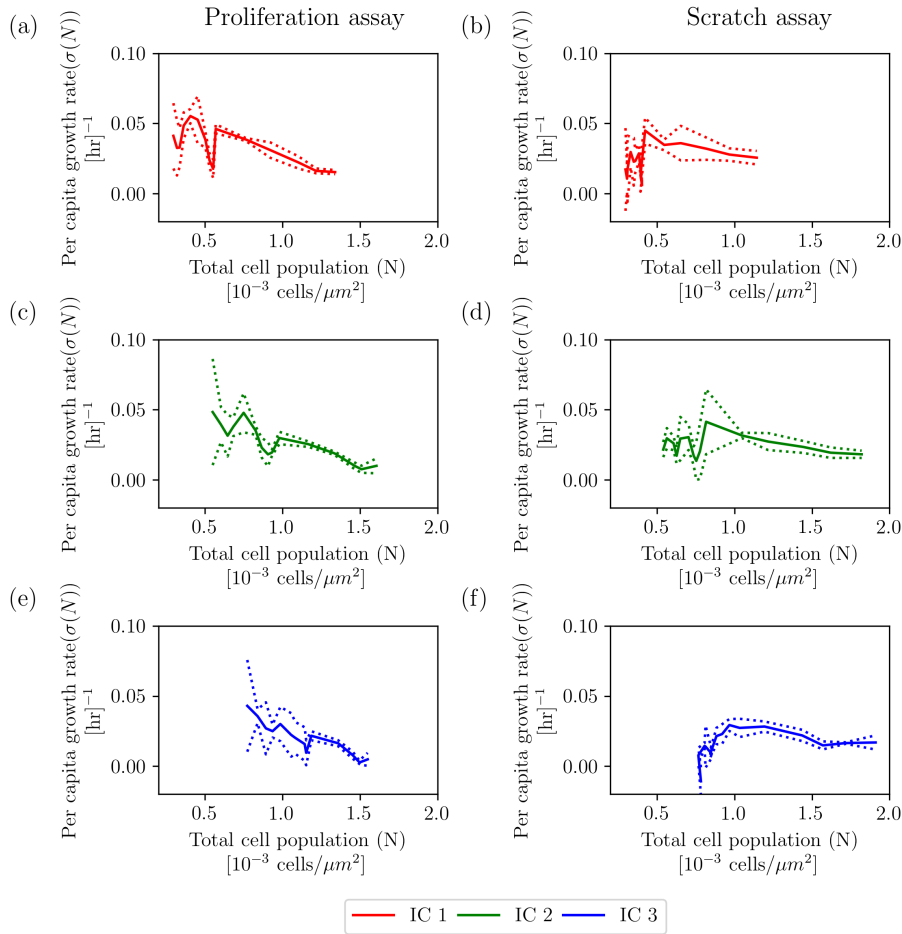 Proliferation assay
Scratch assay
(a)
0.10
0.05
0.00
0.5 1.0 1.5 2.0
Per capita growth rate(σ(N))
[hr]⁻¹
Total cell population (N)
[10⁻³ cells/μm²]
(b)
0.10
0.05
0.00
0.5 1.0 1.5 2.0
Per capita growth rate(σ(N))
[hr]⁻¹
Total cell population (N)
[10⁻³ cells/μm²]
(c)
0.10
0.05
0.00
0.5 1.0 1.5 2.0
Per capita growth rate(σ(N))
[hr]⁻¹
Total cell population (N)
[10⁻³ cells/μm²]
(d)
0.10
0.05
0.00
0.5 1.0 1.5 2.0
Per capita growth rate(σ(N))
[hr]⁻¹
Total cell population (N)
[10⁻³ cells/μm²]
(e)
0.10
0.05
0.00
0.5 1.0 1.5 2.0
Per capita growth rate(σ(N))
[hr]⁻¹
Total cell population (N)
[10⁻³ cells/μm²]
(f)
0.10
0.05
0.00
0.5 1.0 1.5 2.0
Per capita growth rate(σ(N))
[hr]⁻¹
Total cell population (N)
[10⁻³ cells/μm²]
IC 1 IC 2 IC 3